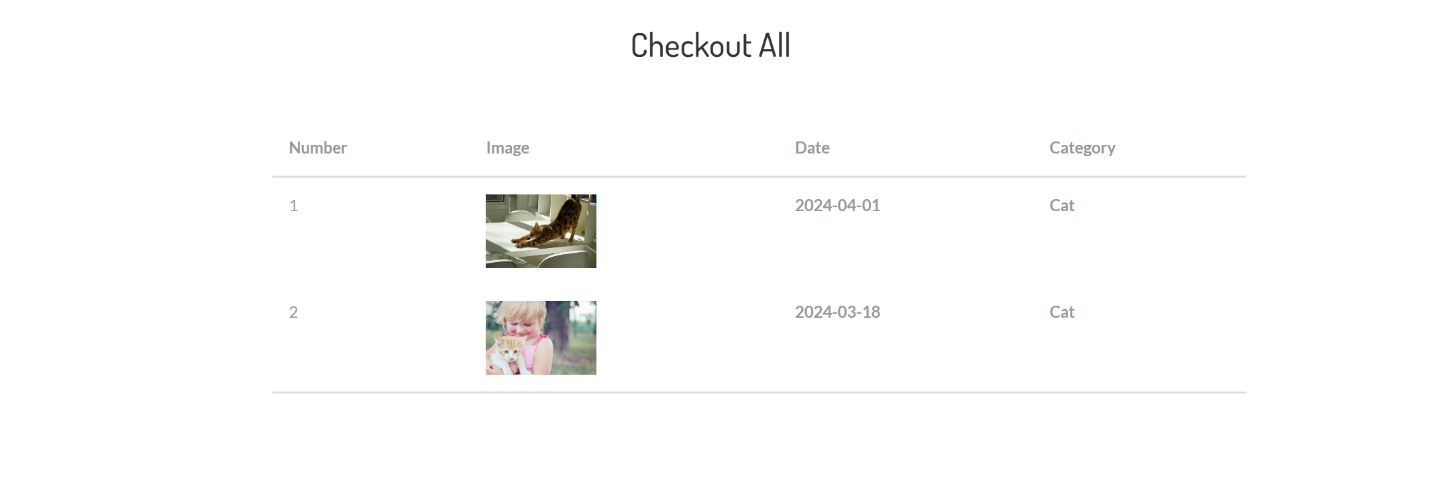 Checkout All
Number Image Date Category
1 2024-04-01 Cat
2 2024-03-18 Cat